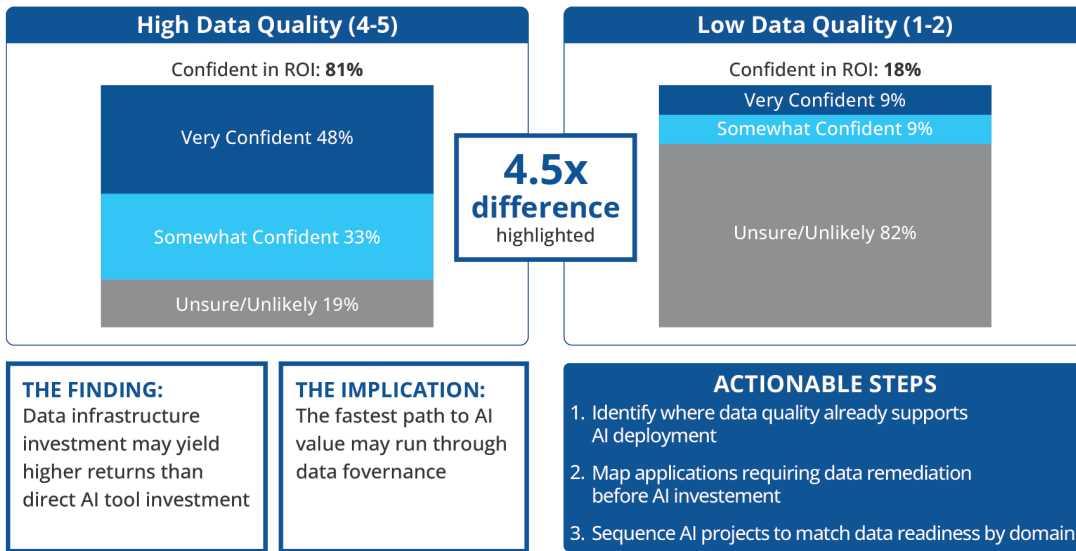 High Data Quality (4-5)
Confident in ROI: 81%
Very Confident 48%
Somewhat Confident 33%
Unsure/Unlikely 19%
4.5x
difference
highlighted
Low Data Quality (1-2)
Confident in ROI: 18%
Very Confident 9%
Somewhat Confident 9%
Unsure/Unlikely 82%
THE FINDING:
Data infrastructure
investment may yield
higher returns than
direct AI tool investment
THE IMPLICATION:
The fastest path to AI
value may run through
data fovernance
ACTIONABLE STEPS
1. Identify where data quality already supports
AI deployment
2. Map applications requiring data remediation
before AI investement
3. Sequence AI projects to match data readiness by domain